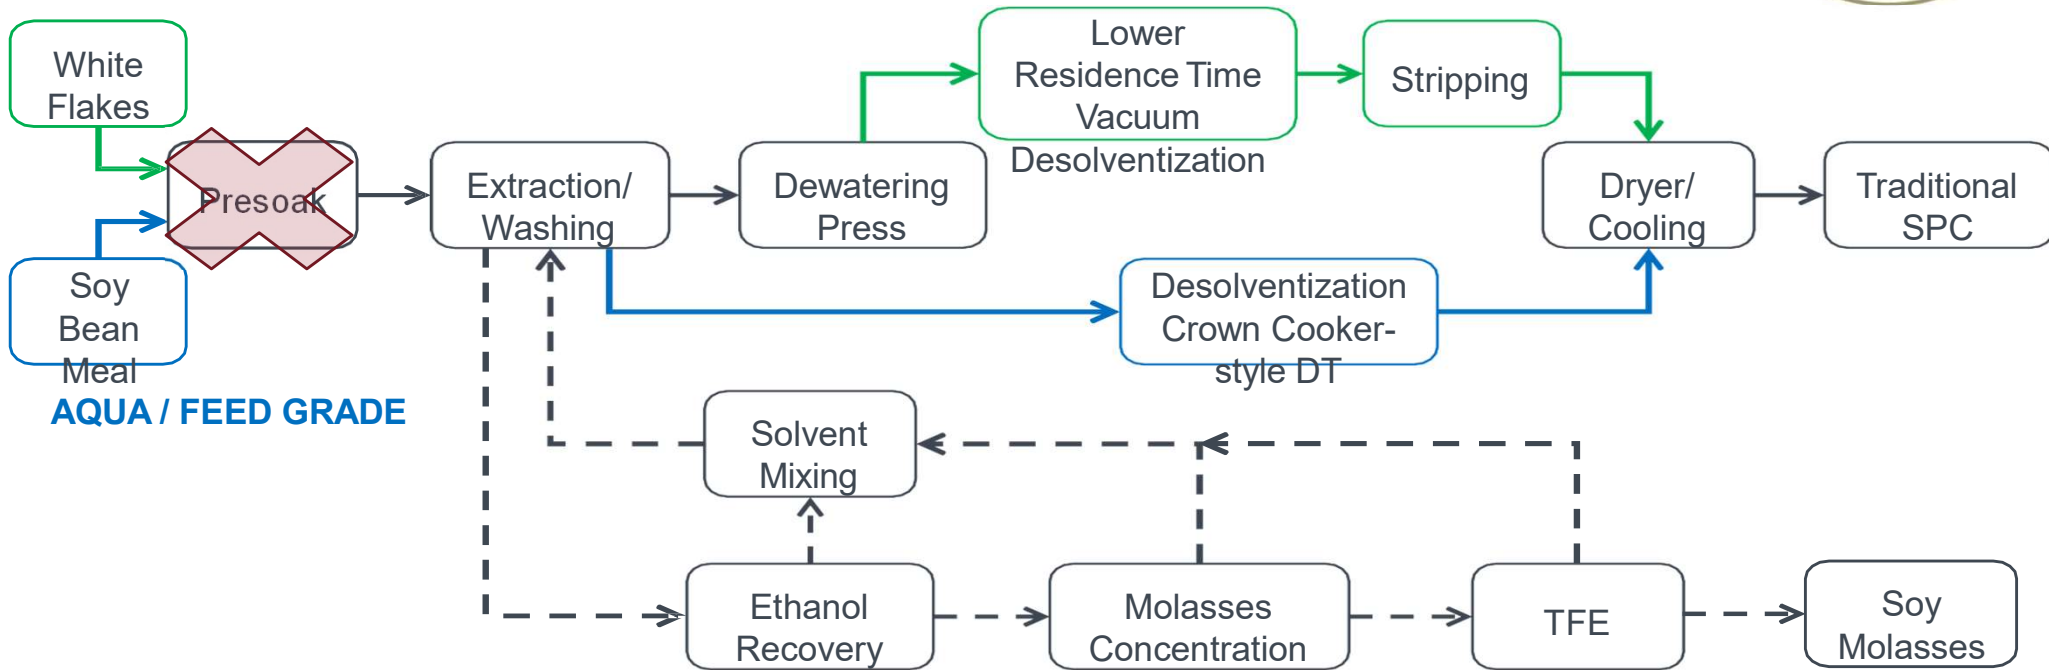 White
Flakes
Presoak
Soy
Bean
Meal
AQUA / FEED GRADE
Extraction/
Washing
Dewatering
Press
Lower
Residence Time
Vacuum
Desolventization
Stripping
Dryer/
Cooling
Traditional
SPC
Desolventization
Crown Cooker-
style DT
Solvent
Mixing
Ethanol
Recovery
Molasses
Concentration
TFE
Soy
Molasses